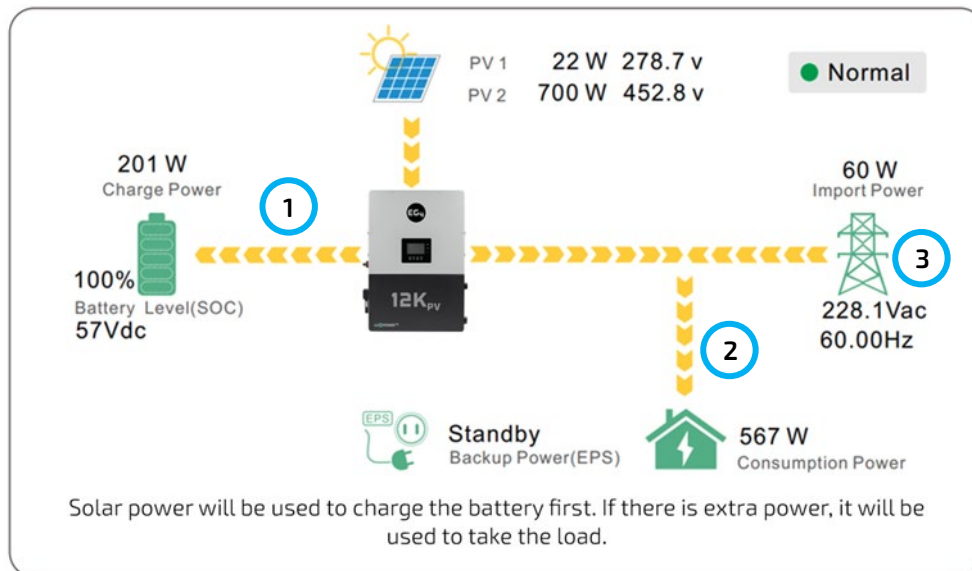 PV 1 22 W 278.7 v
PV 2 700 W 452.8 v
Normal
201 W
Charge Power
1
60 W
Import Power
EG4
3
100%
Battery Level(SOC)
57Vdc
12K PV
228.1Vac
60.00Hz
2
EPS
Standby
Backup Power(EPS)
567 W
Consumption Power
Solar power will be used to charge the battery first. If there is extra power, it will be
used to take the load.